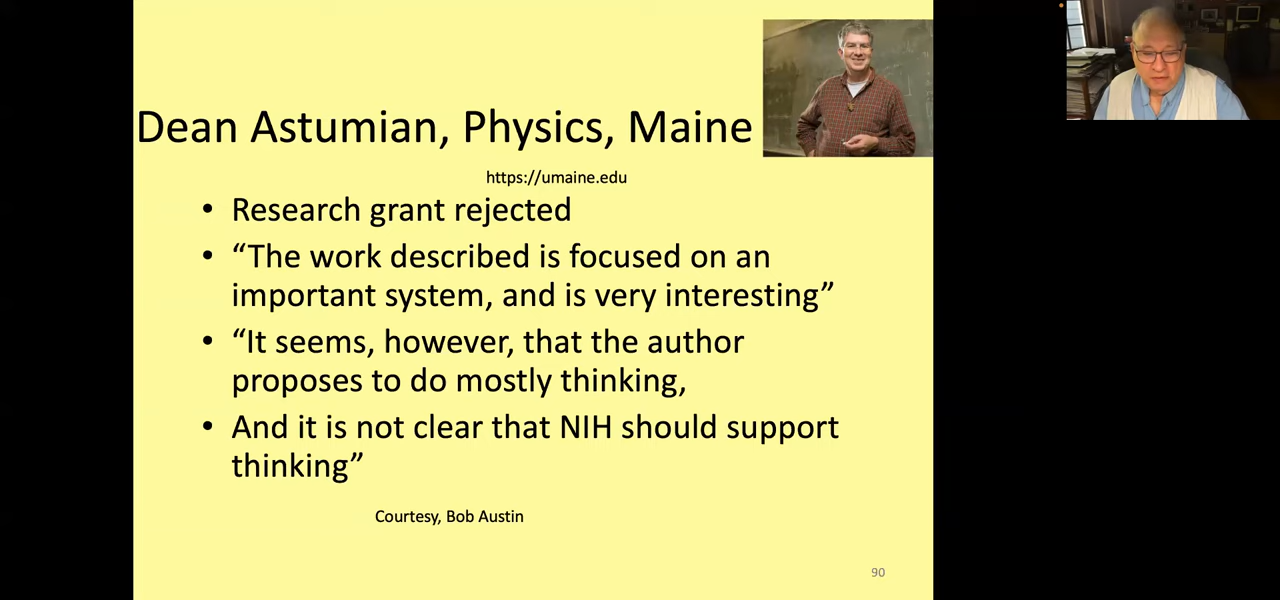 Dean Astumian, Physics, Maine
https://umaine.edu
• Research grant rejected
• “The work described is focused on an
important system, and is very interesting”
• “It seems, however, that the author
proposes to do mostly thinking,
• And it is not clear that NIH should support
thinking”
Courtesy, Bob Austin
90